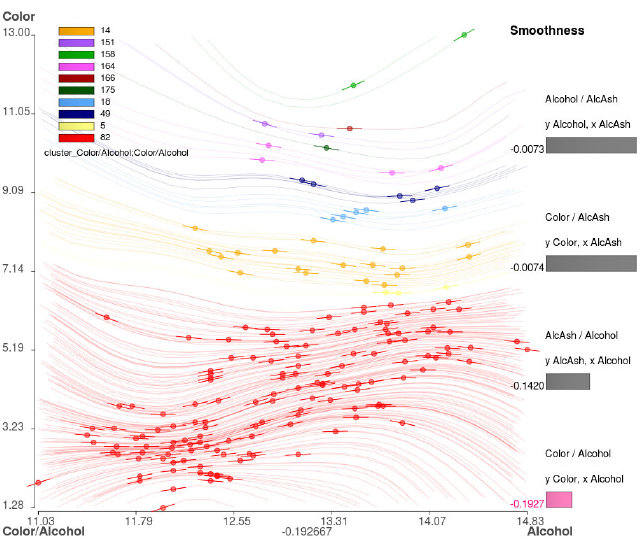 Color
13.00
11.05
9.09
7.14
5.19
3.23
1.28
14
151
158
164
166
175
18
49
5
82
cluster_Color/Alcohol;Color/Alcohol
11.03 11.79 12.55 13.31 14.07 14.83
Color/Alcohol -0.192667 Alcohol
Smoothness
Alcohol / AlcAsh
y Alcohol, x AlcAsh
-0.0073
Color / AlcAsh
y Color, x AlcAsh
-0.0074
AlcAsh / Alcohol
y AlcAsh, x Alcohol
-0.1420
Color / Alcohol
y Color, x Alcohol
-0.1927